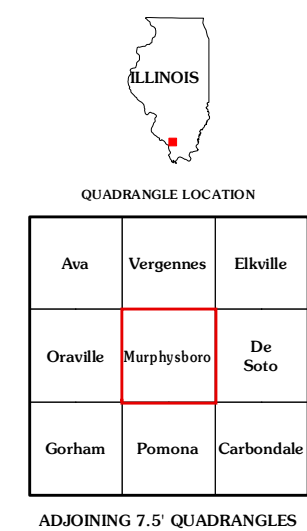 ILLINOIS
QUADRANGLE LOCATION
Ava Vergennes Elkville
Oraville Murphysboro De
Soto
Gorham Pomona Carbondale
ADJOINING 7.5' QUADRANGLES